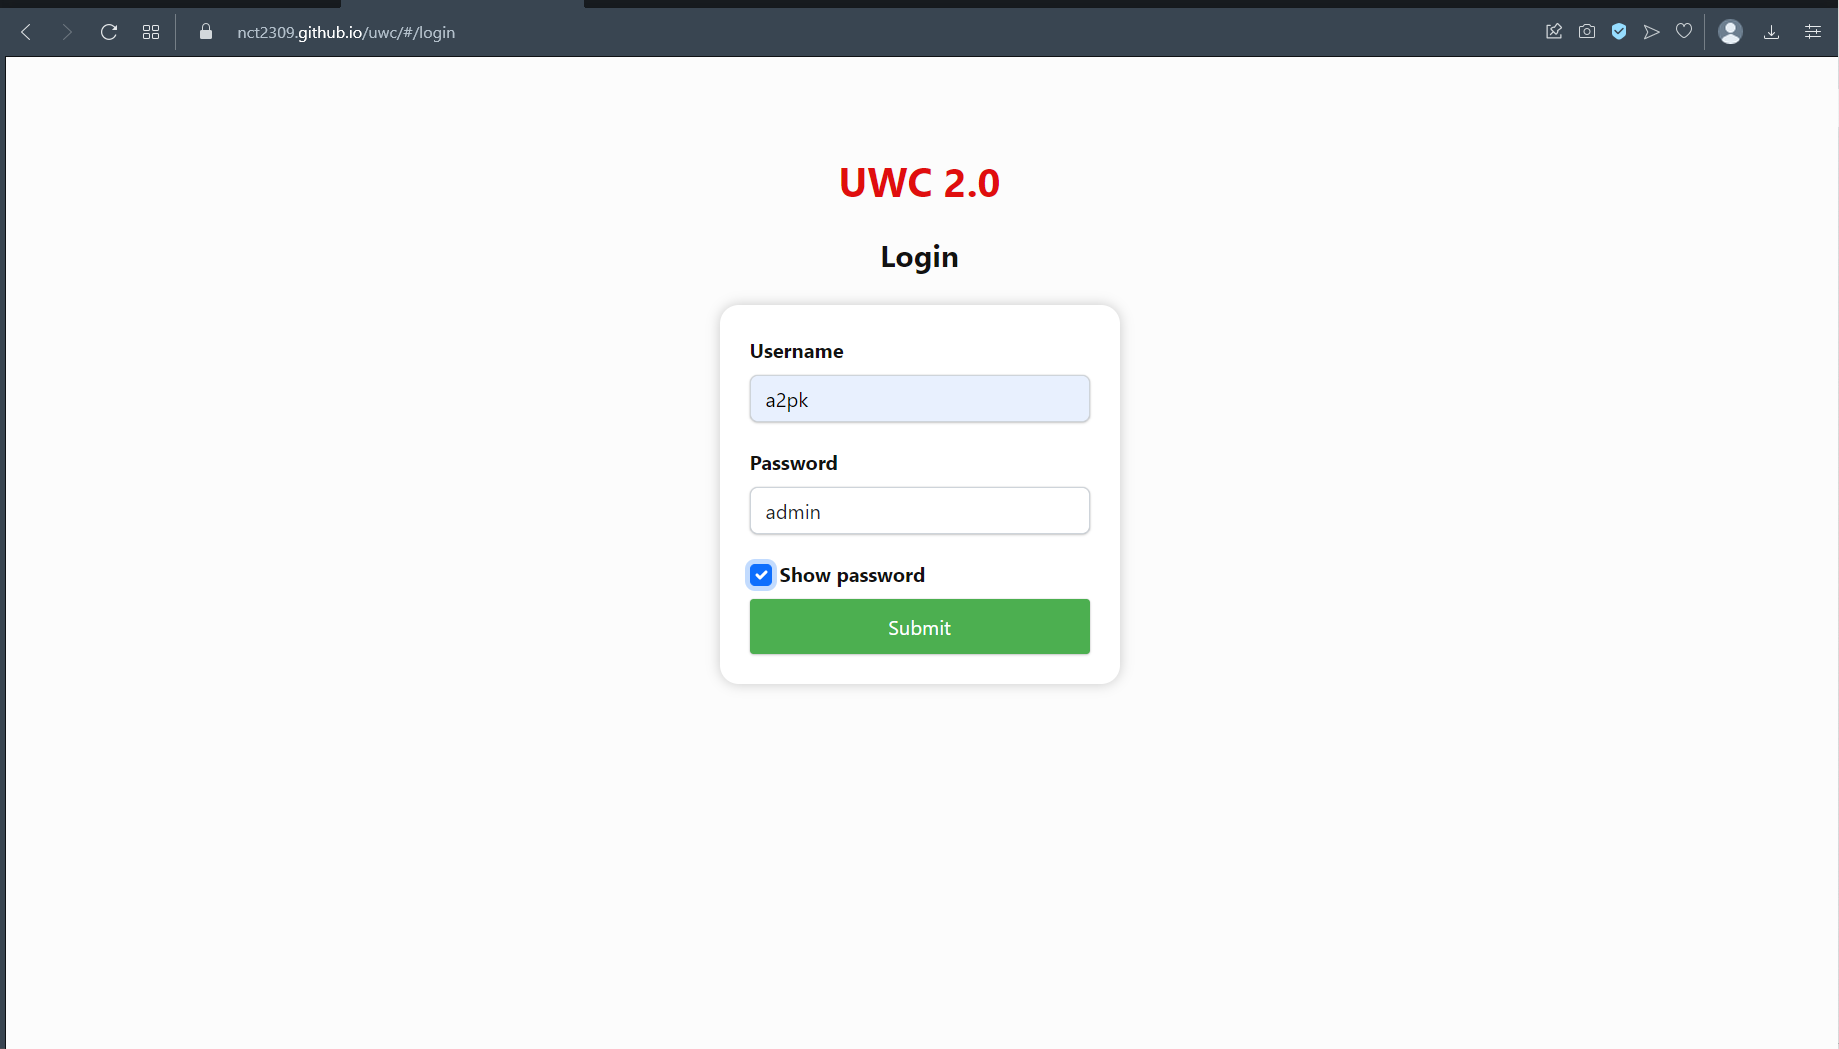 nct2309.github.io/uwc/#/login
UWC 2.0
Login
Username
a2pk
Password
admin
Show password
Submit